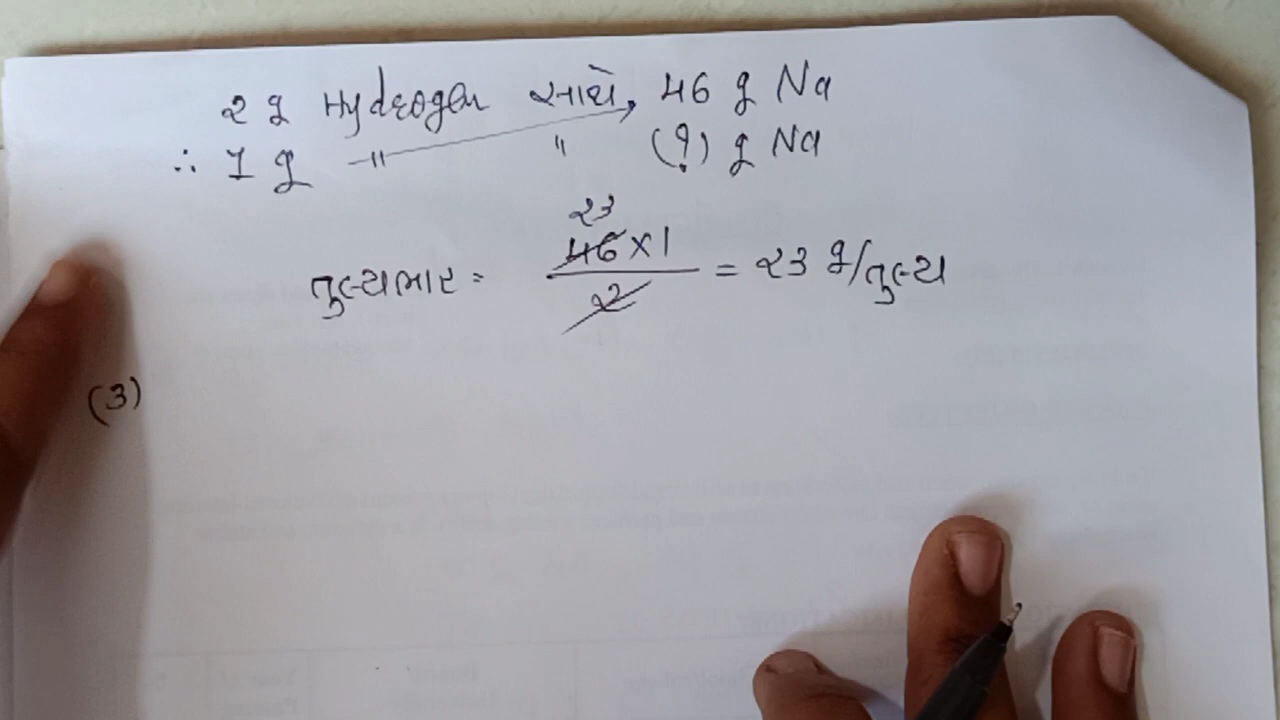 ૨ g Hydrogen સાથે, 46 g Na
∴ 1 g –"– " (?) g Na
તુલ્યભાર = 46 x 1 / ૨ = ૨૩ g/તુલ્ય
૨૩
(3)